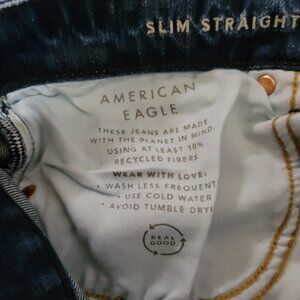 SLIM STRAIGHT
AMERICAN
EAGLE
THESE JEANS ARE MADE
WITH THE PLANET IN MIND.
USING AT LEAST 10%
RECYCLED FIBERS
WEAR WITH LOVE:
• WASH LESS FREQUENT
• USE COLD WATER
• AVOID TUMBLE DRYI
REAL
GOOD